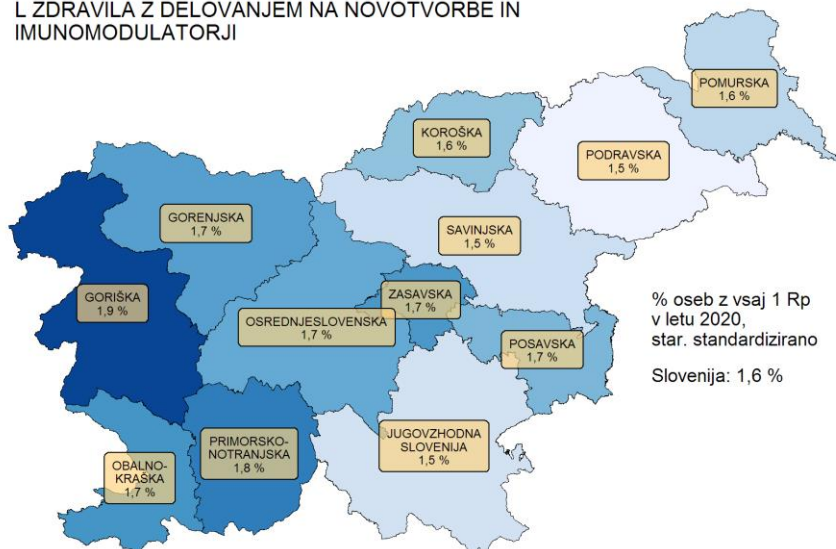 L ZDRAVILA Z DELOVANJEM NA NOVOTVORBE IN
IMUNOMODULATORJI
POMURSKA
1,6 %
KOROŠKA
1,6 %
PODRAVSKA
1,5 %
GORENJSKA
1,7 %
SAVINJSKA
1,5 %
GORIŠKA
1,9 %
ZASAVSKA
1,7 %
OSREDNJESLOVENSKA
1,7 %
POSAVSKA
1,7 %
% oseb z vsaj 1 Rp
v letu 2020,
star. standardizirano
Slovenija: 1,6 %
PRIMORSKO-
NOTRANJSKA
1,8 %
JUGOVZHODNA
SLOVENIJA
1,5 %
OBALNO-
KRAŠKA
1,7 %